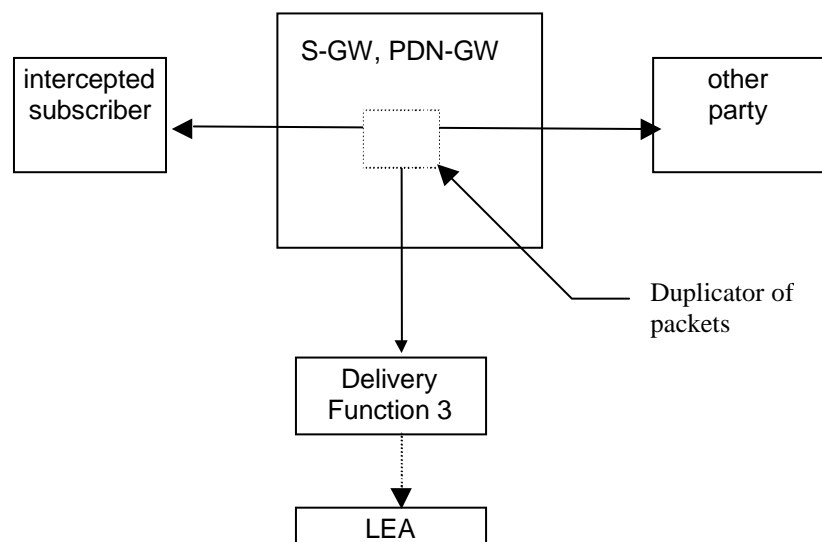 S-GW, PDN-GW
intercepted
subscriber
other
party
Duplicator of
packets
Delivery
Function 3
LEA